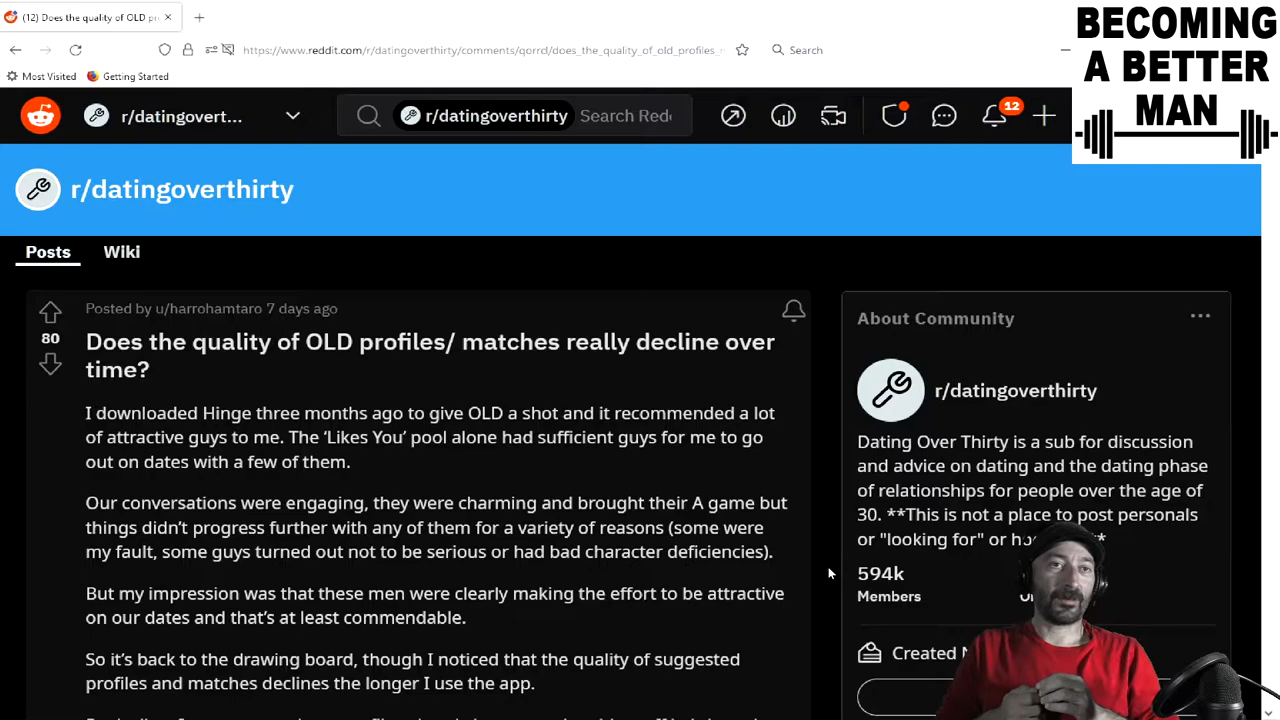 (12) Does the quality of OLD pr
https://www.reddit.com/r/datingoverthirty/comments/qorrcl/does_the_quality_of_old_profiles_
Search
Most Visited
Getting Started
BECOMING
A BETTER
MAN
r/datingovert...
r/datingoverthirty
12
r/datingoverthirty
Posts
Wiki
Posted by u/harrohamtaro 7 days ago
80
Does the quality of OLD profiles/ matches really decline over
time?
I downloaded Hinge three months ago to give OLD a shot and it recommended a lot
of attractive guys to me. The ‘Likes You’ pool alone had sufficient guys for me to go
out on dates with a few of them.
Our conversations were engaging, they were charming and brought their A game but
things didn’t progress further with any of them for a variety of reasons (some were
my fault, some guys turned out not to be serious or had bad character deficiencies).
But my impression was that these men were clearly making the effort to be attractive
on our dates and that’s at least commendable.
So it’s back to the drawing board, though I noticed that the quality of suggested
profiles and matches declines the longer I use the app.
About Community
r/datingoverthirty
Dating Over Thirty is a sub for discussion
and advice on dating and the dating phase
of relationships for people over the age of
30. **This is not a place to post personals
or "looking for" or
594k
Members
Created